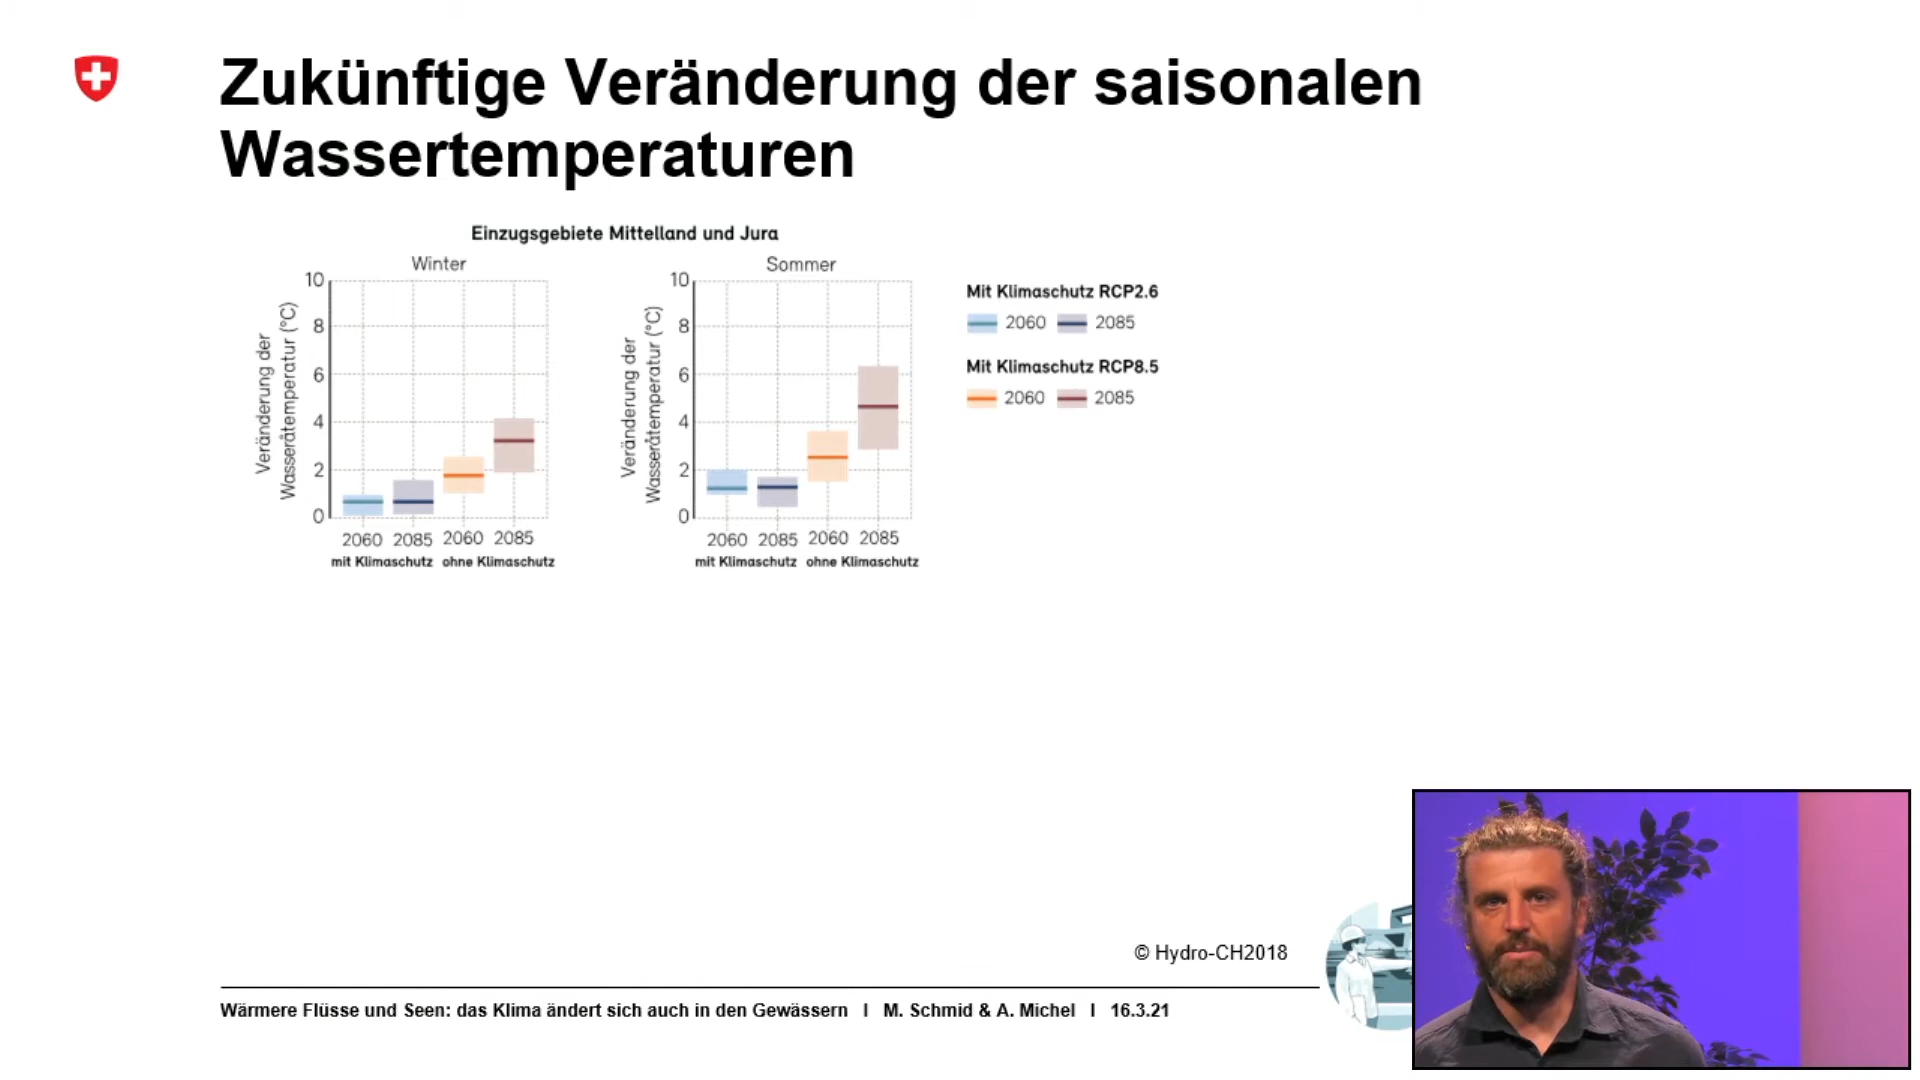 Zukünftige Veränderung der saisonalen
Wassertemperaturen
Einzugsgebiete Mittelland und Jura
Winter
Veränderung der
Wasseråtemperatur (°C)
10
8
6
4
2
0
2060 2085 2060 2085
mit Klimaschutz ohne Klimaschutz
Sommer
Veränderung der
Wasseråtemperatur (°C)
10
8
6
4
2
0
2060 2085 2060 2085
mit Klimaschutz ohne Klimaschutz
Mit Klimaschutz RCP2.6
2060 2085
Mit Klimaschutz RCP8.5
2060 2085
© Hydro-CH2018
Wärmere Flüsse und Seen: das Klima ändert sich auch in den Gewässern I M. Schmid & A. Michel I 16.3.21